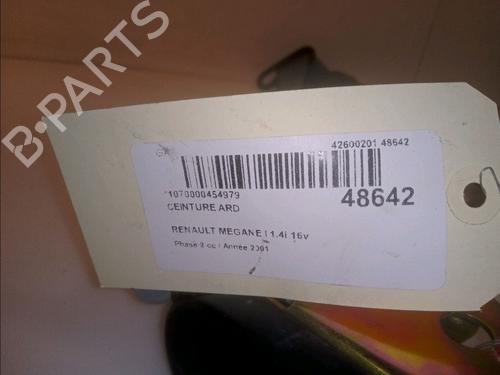 B-PARTS
42600201 48642
*1070000454979
48642
CEINTURE ARD
RENAULT MEGANE I 1.4i 16v
Phase 2 cc / Année 2001